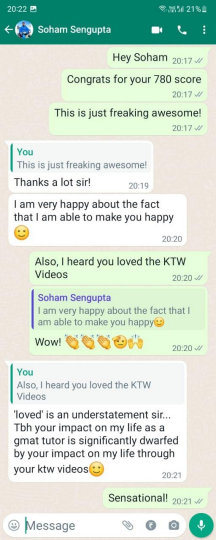 20:22
21%
Soham Sengupta
Hey Soham 20:17
Congrats for your 780 score
20:17
This is just freaking awesome!
20:17
You
This is just freaking awesome!
Thanks a lot sir!
20:19
I am very happy about the fact
that I am able to make you happy
😊
20:20
Also, I heard you loved the KTW
Videos
20:20
Soham Sengupta
I am very happy about the fact that I
am able to make you happy😊
Wow! 👏👏👏🫡🙌
20:20
You
Also, I heard you loved the KTW
Videos
'loved' is an understatement sir...
Tbh your impact on my life as a
gmat tutor is significantly dwarfed
by your impact on my life through
your ktw videos😊
20:21
Sensational! 20:21
Message